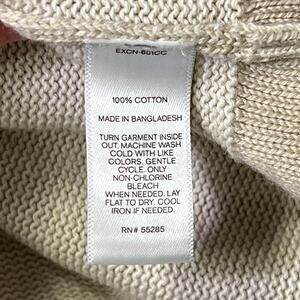 EXCN-601CC
100% COTTON
MADE IN BANGLADESH
TURN GARMENT INSIDE
OUT. MACHINE WASH
COLD WITH LIKE
COLORS. GENTLE
CYCLE. ONLY
NON-CHLORINE
BLEACH
WHEN NEEDED. LAY
FLAT TO DRY. COOL
IRON IF NEEDED.
RN# 55285